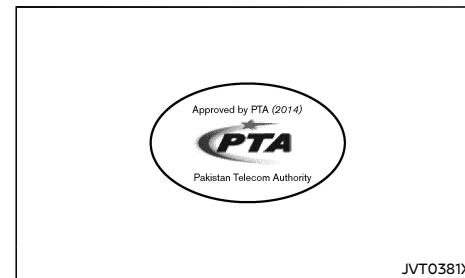 Approved by PTA (2014)
PTA
Pakistan Telecom Authority
JVT0381X